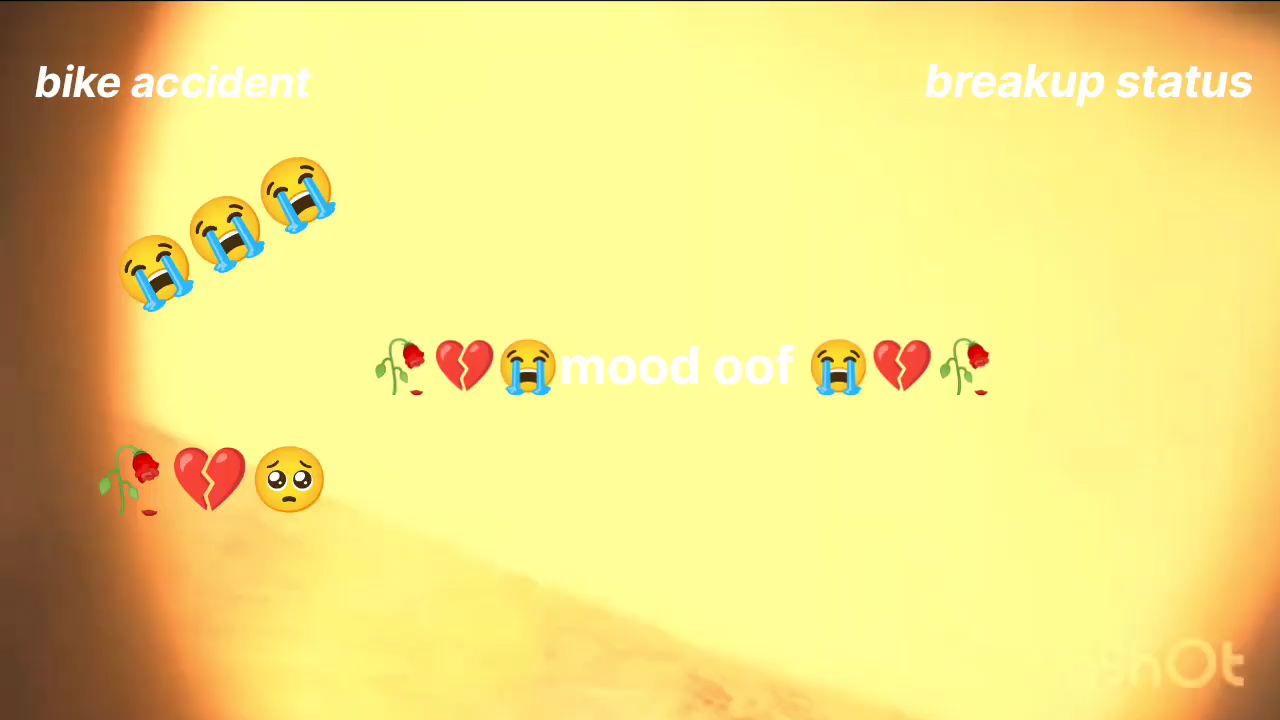 bike accident
breakup status
😭😭😭
🥀💔😭mood oof 😭💔🥀
🥀💔🥺